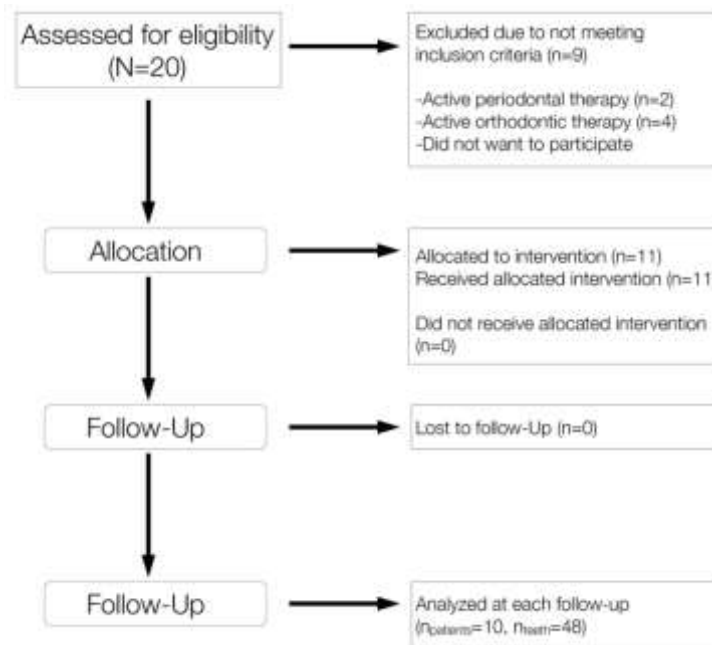 Assessed for eligibility
(N=20)
Excluded due to not meeting
inclusion criteria (n=9)
-Active periodontal therapy (n=2)
-Active orthodontic therapy (n=4)
-Did not want to participate
Allocation
Allocated to intervention (n=11)
Received allocated intervention (n=11
Did not receive allocated intervention
(n=0)
Follow-Up
Lost to follow-Up (n=0)
Follow-Up
Analyzed at each follow-up
(npatients=10, nteeth=48)